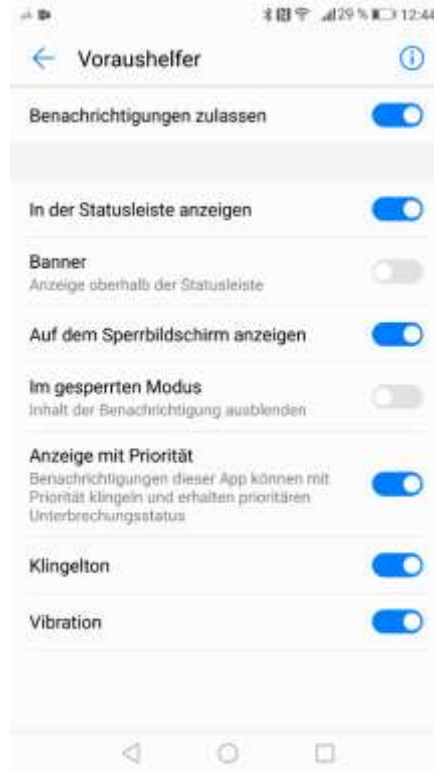 29 % 12:44
Voraushelfer
Benachrichtigungen zulassen
In der Statusleiste anzeigen
Banner
Anzeige oberhalb der Statusleiste
Auf dem Sperrbildschirm anzeigen
Im gesperrten Modus
Inhalt der Benachrichtigung ausblenden
Anzeige mit Priorität
Benachrichtigungen dieser App können mit
Priorität klingeln und erhalten prioritären
Unterbrechungsstatus
Klingelton
Vibration